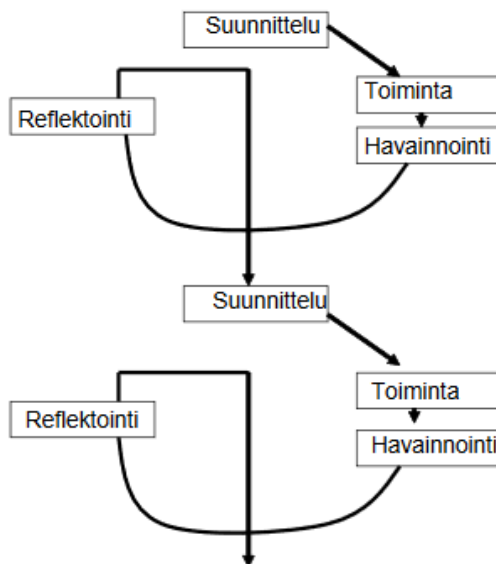 Suunnittelu
Toiminta
Reflektointi
Havainnointi
Suunnittelu
Toiminta
Reflektointi
Havainnointi